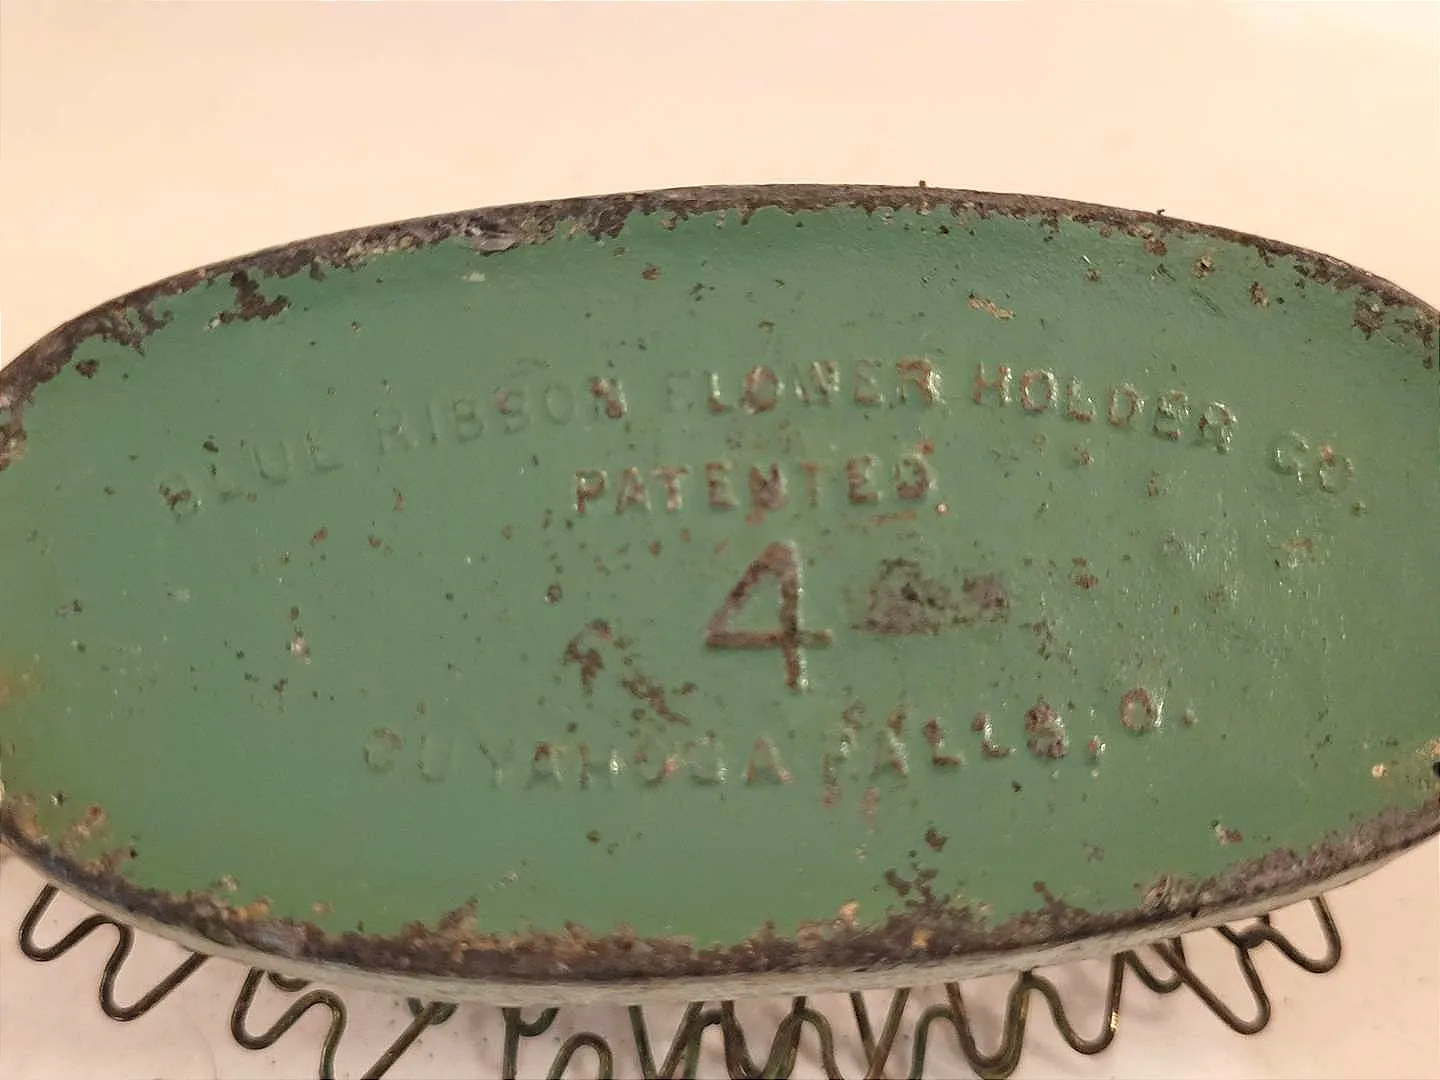 BLUE RIBBON FLOWER HOLDER CO.
PATENTED.
4
CUYAHOGA FALLS, O.